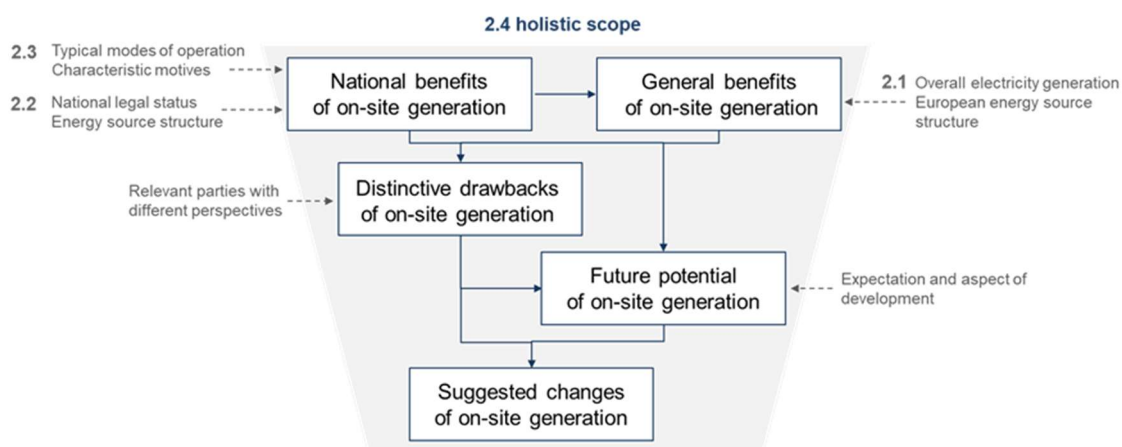 2.4 holistic scope
2.3 Typical modes of operation
Characteristic motives
2.2 National legal status
Energy source structure
National benefits
of on-site generation
General benefits
of on-site generation
2.1 Overall electricity generation
European energy source
structure
Relevant parties with
different perspectives
Distinctive drawbacks
of on-site generation
Future potential
of on-site generation
Expectation and aspect of
development
Suggested changes
of on-site generation